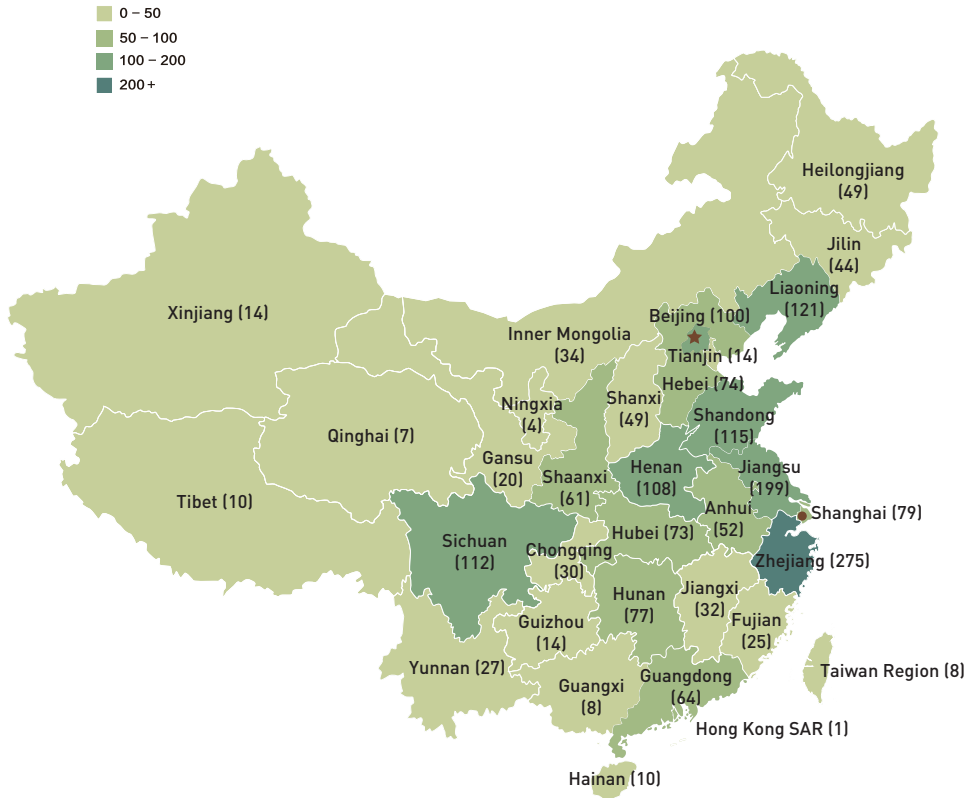 0 – 50
50 – 100
100 – 200
200 +
Heilongjiang
(49)
Jilin
(44)
Liaoning
(121)
Xinjiang (14)
Inner Mongolia
(34)
Beijing (100)
Tianjin (14)
Hebei (74)
Shanxi
(49)
Ningxia
(4)
Shandong
(115)
Qinghai (7)
Gansu
(20)
Shaanxi
(61)
Henan
(108)
Jiangsu
(199)
Tibet (10)
Anhui
(52)
Shanghai (79)
Sichuan
(112)
Chongqing
(30)
Hubei (73)
Zhejiang (275)
Hunan
(77)
Jiangxi
(32)
Guizhou
(14)
Fujian
(25)
Yunnan (27)
Guangxi
(8)
Guangdong
(64)
Taiwan Region (8)
Hong Kong SAR (1)
Hainan (10)